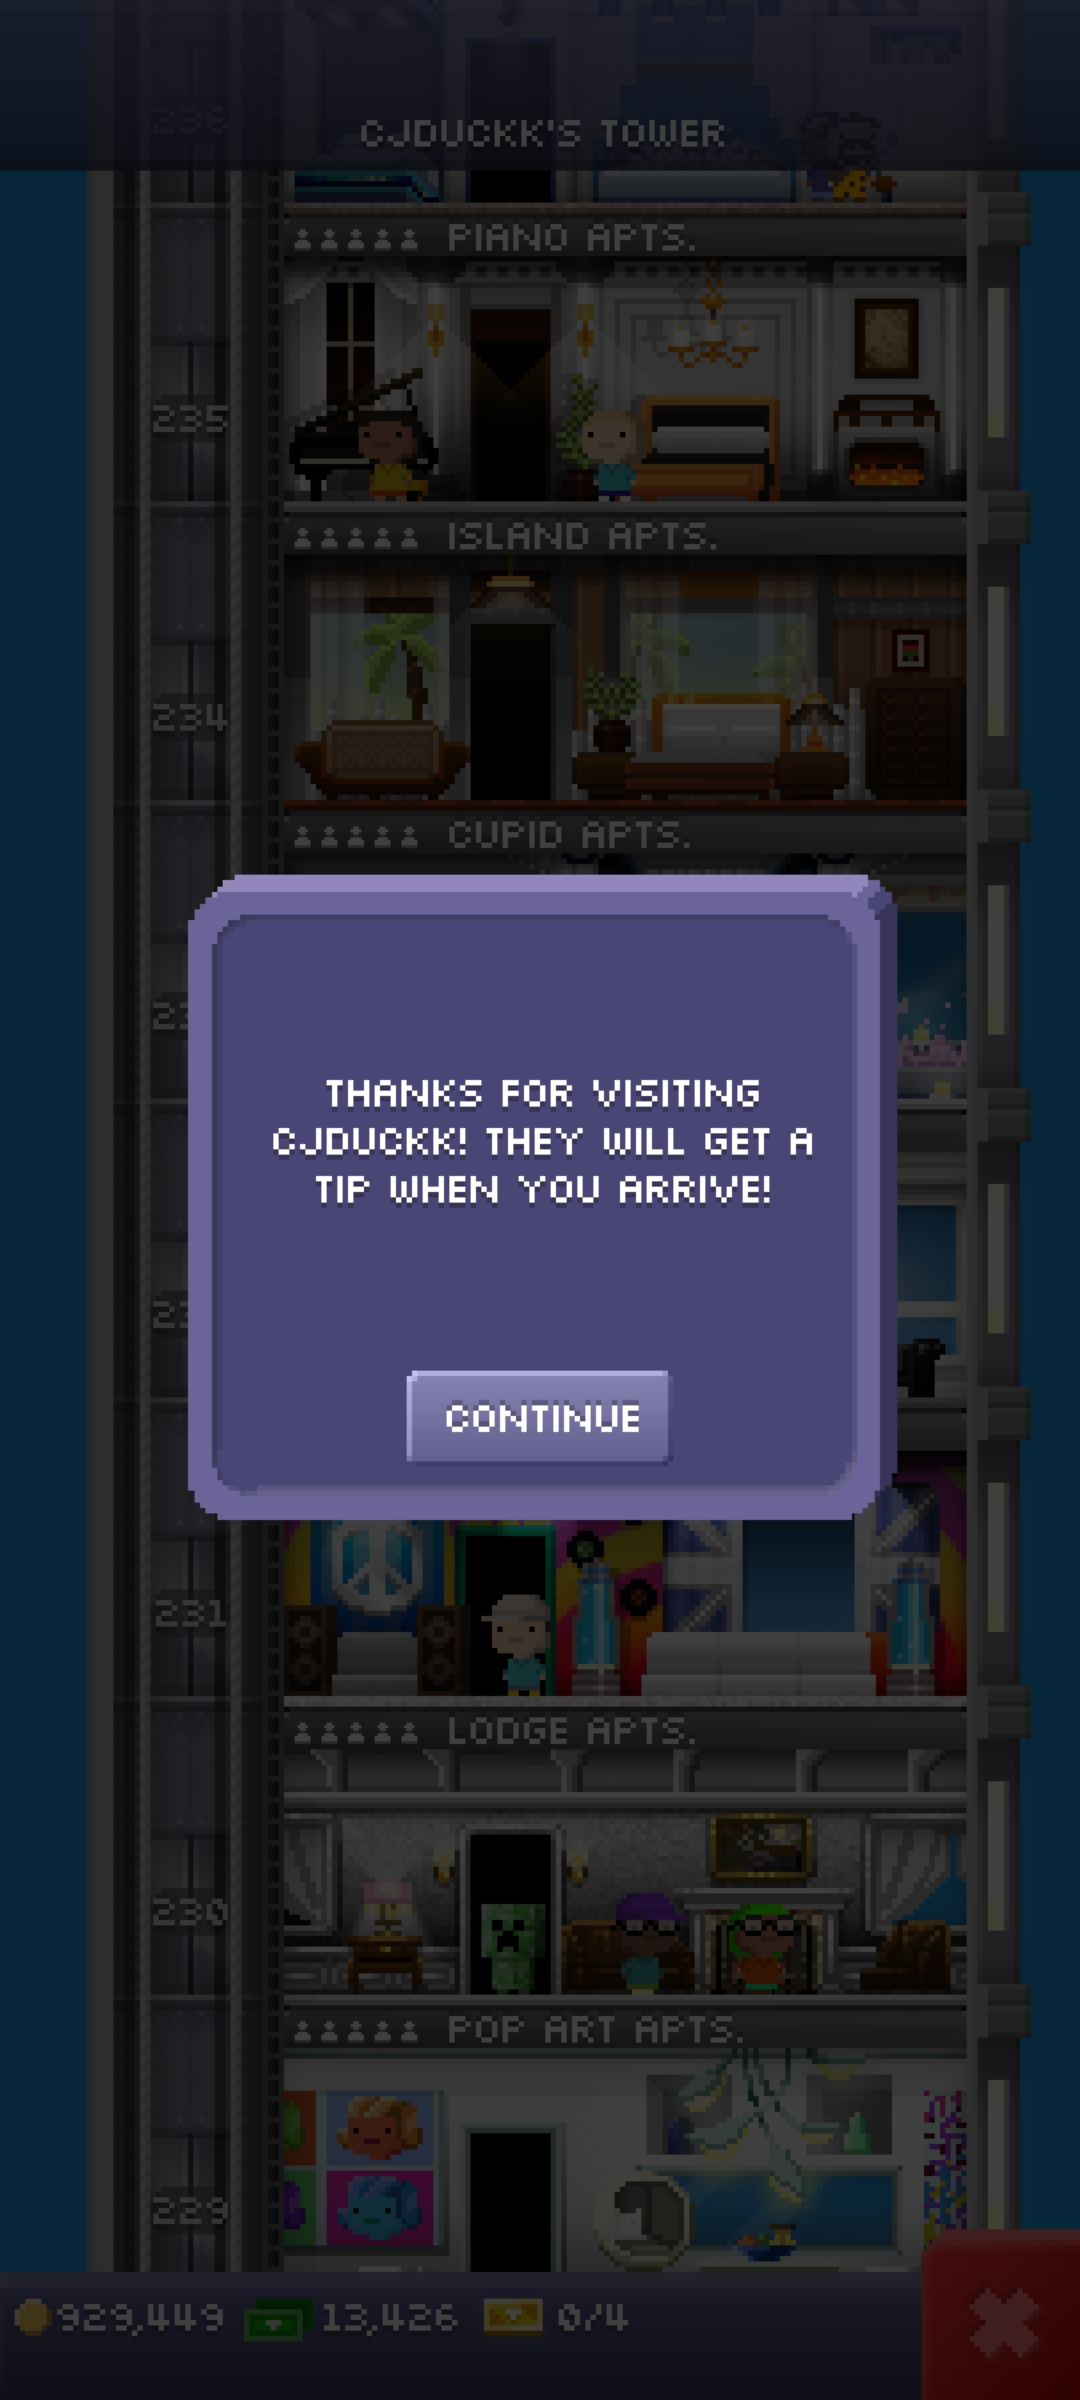 236
CJDUCKK'S TOWER
PIANO APTS.
235
ISLAND APTS.
234
CUPID APTS.
THANKS FOR VISITING
CJDUCKK! THEY WILL GET A
TIP WHEN YOU ARRIVE!
CONTINUE
231
LODGE APTS.
230
POP ART APTS.
229
929,449 13,426 0/4